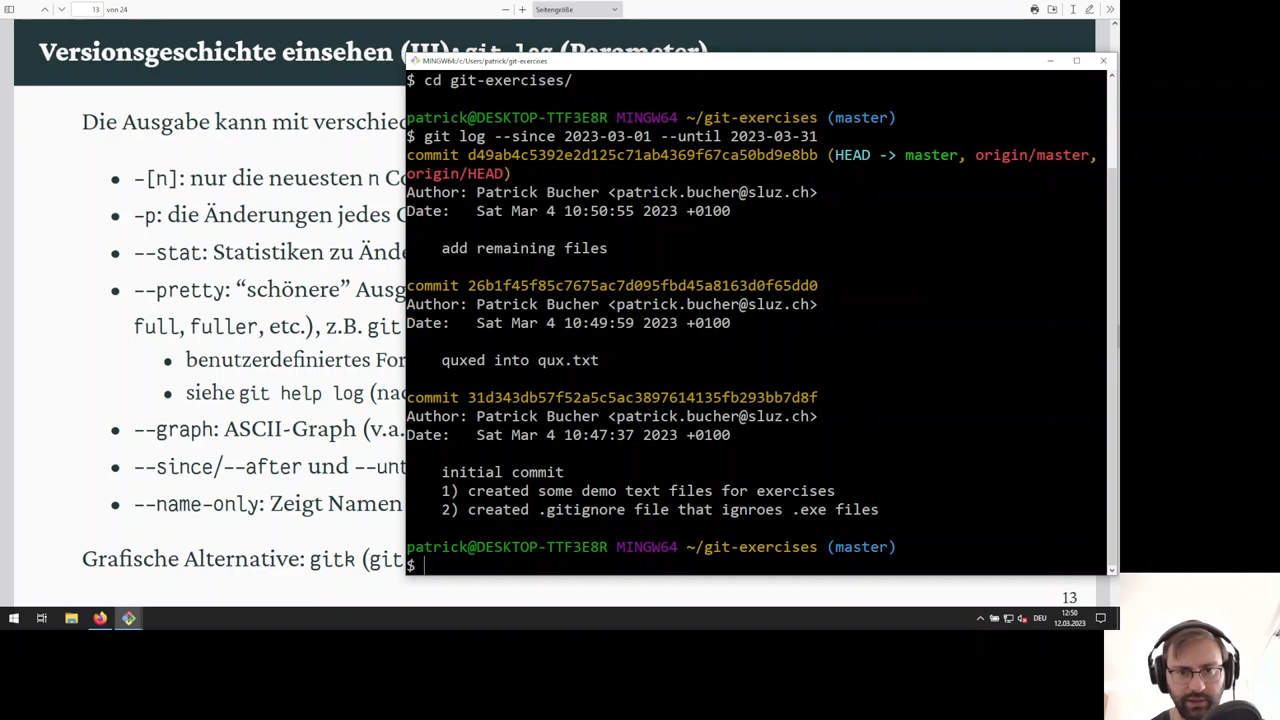 13 von 24
Seitengröße
Versionsgeschichte einsehen (III): git log (Parameter)
Die Ausgabe kann mit verschied
-[n]: nur die neuesten n Co
-p: die Änderungen jedes C
--stat: Statistiken zu Ände
--pretty: “schönere” Ausg
full, fuller, etc.), z.B. git
benutzerdefiniertes For
siehe git help log (nac
--graph: ASCII-Graph (v.a.
--since/--after und --unt
--name-only: Zeigt Namen
Grafische Alternative: gitk (git
13
MINGW64:/c/Users/patrick/git-exercises
$ cd git-exercises/
patrick@DESKTOP-TTF3E8R MINGW64 ~/git-exercises (master)
$ git log --since 2023-03-01 --until 2023-03-31
commit d49ab4c5392e2d125c71ab4369f67ca50bd9e8bb (HEAD -> master, origin/master,
origin/HEAD)
Author: Patrick Bucher <patrick.bucher@sluz.ch>
Date:   Sat Mar 4 10:50:55 2023 +0100
add remaining files
commit 26b1f45f85c7675ac7d095fbd45a8163d0f65dd0
Author: Patrick Bucher <patrick.bucher@sluz.ch>
Date:   Sat Mar 4 10:49:59 2023 +0100
quxed into qux.txt
commit 31d343db57f52a5c5ac3897614135fb293bb7d8f
Author: Patrick Bucher <patrick.bucher@sluz.ch>
Date:   Sat Mar 4 10:47:37 2023 +0100
initial commit
1) created some demo text files for exercises
2) created .gitignore file that ignroes .exe files
patrick@DESKTOP-TTF3E8R MINGW64 ~/git-exercises (master)
$
DEU
12:50
12.03.2023